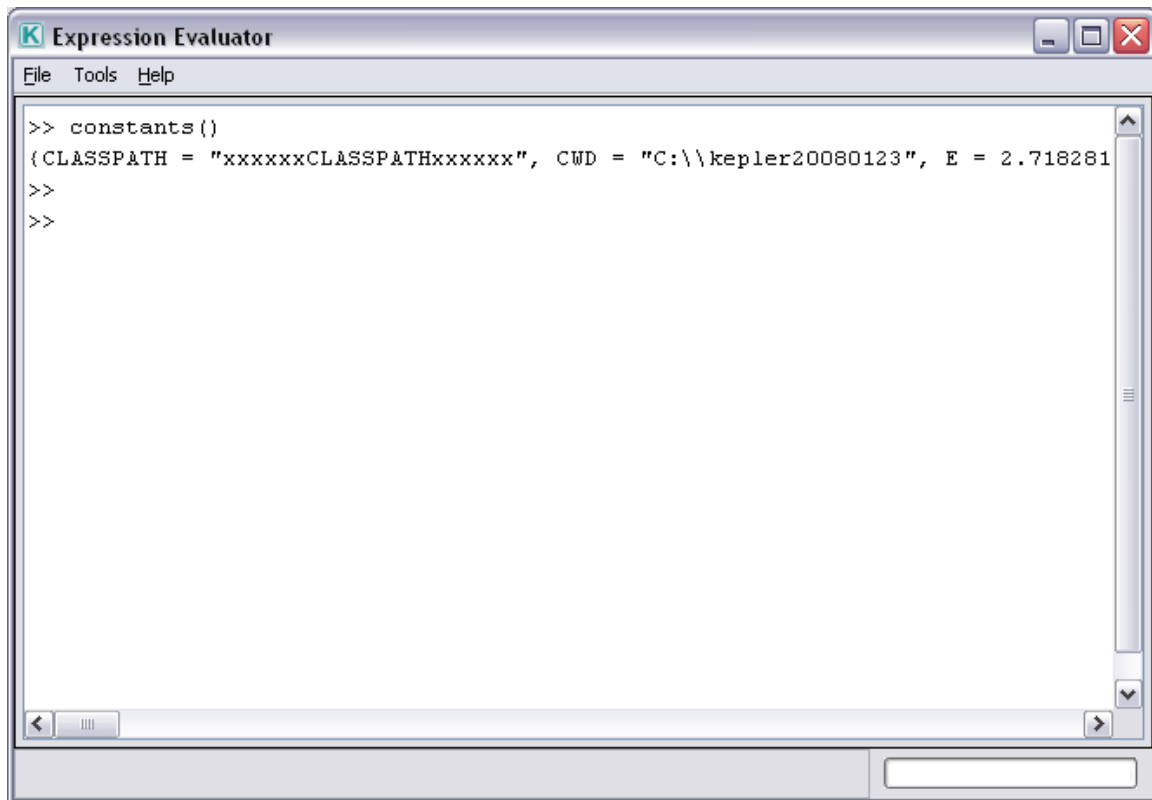 K Expression Evaluator
File Tools Help
>> constants()
{CLASSPATH = "xxxxxxCLASSPATHxxxxxx", CWD = "C:\\kepler20080123", E = 2.718281
>>
>>